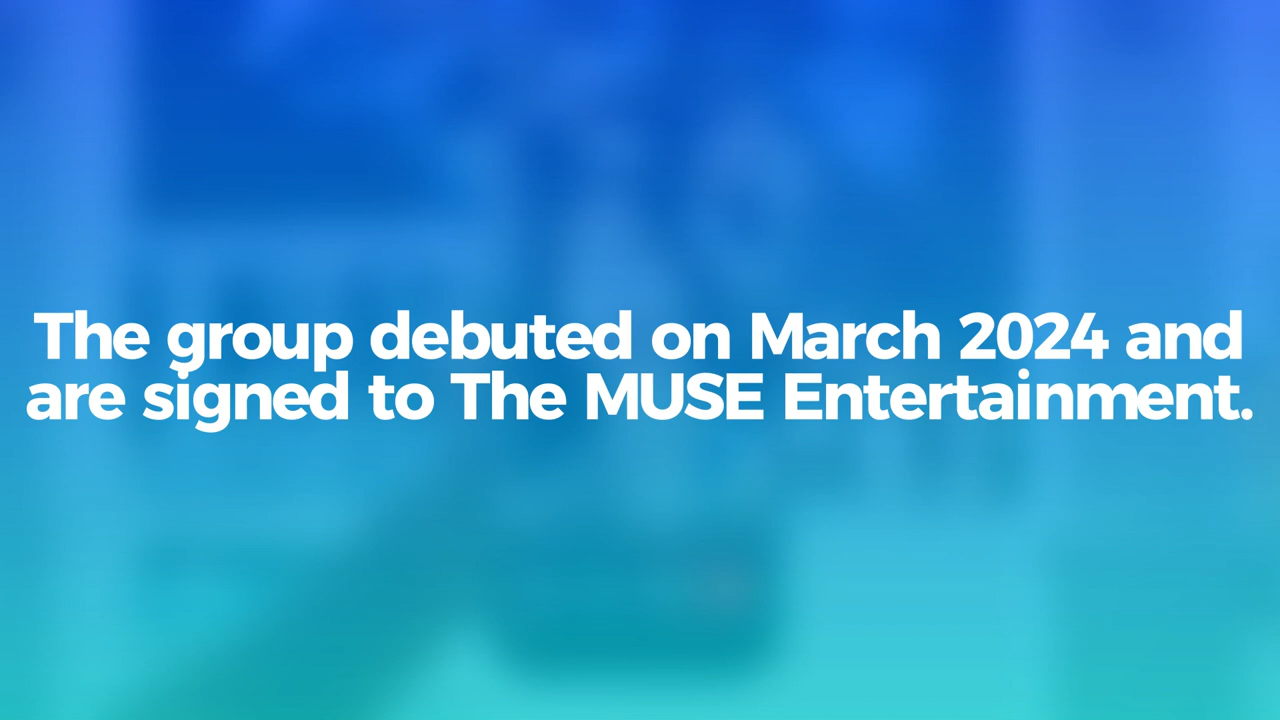 The group debuted on March 2024 and
are signed to The MUSE Entertainment.